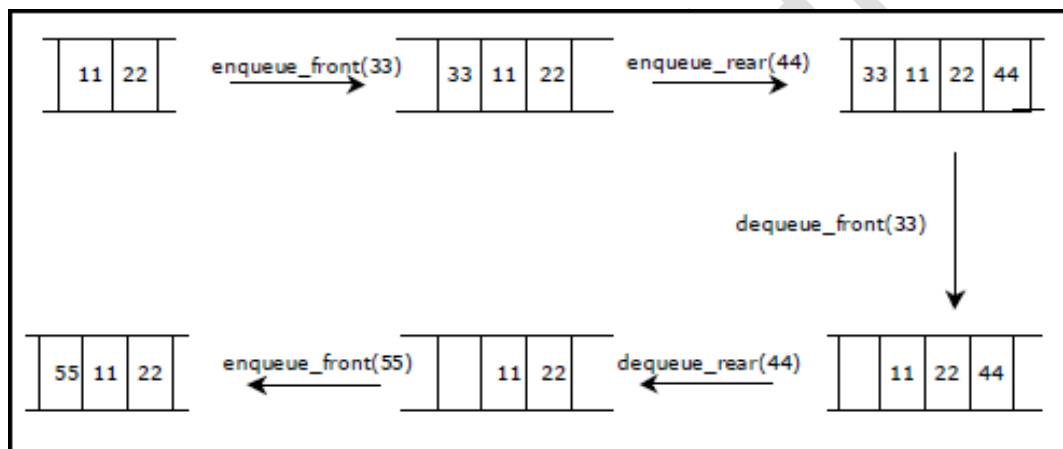 11 22
enqueue_front(33)
33 11 22
enqueue_rear(44)
33 11 22 44
dequeue_front(33)
55 11 22
enqueue_front(55)
11 22
dequeue_rear(44)
11 22 44